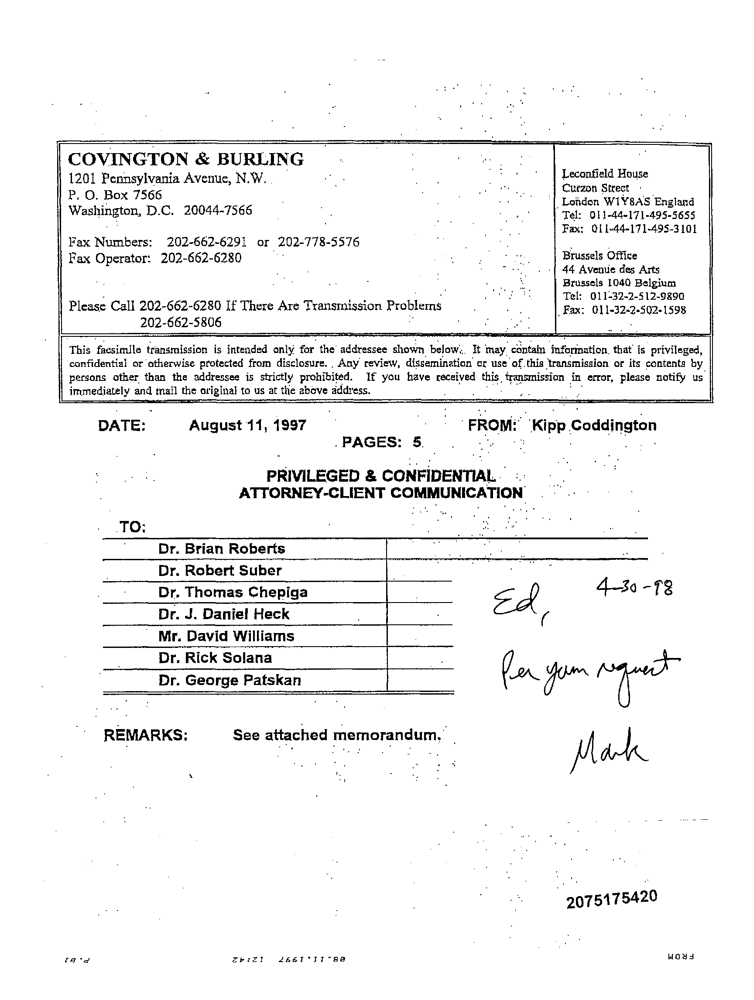 COVINGTON & BURLING
1201 Pennsylvania Avenue, N.W.
P. O. Box 7566
Washington, D.C. 20044-7566
Fax Numbers: 202-662-6291 or 202-778-5576
Fax Operator: 202-662-6280
Please Call 202-662-6280 If There Are Transmission Problems
202-662-5806
Leconfield House
Curzon Street
London W1Y8AS England
Tel: 011-44-171-495-5655
Fax: 011-44-171-495-3101
Brussels Office
44 Avenue des Arts
Brussels 1040 Belgium
Tel: 011-32-2-512-9890
Fax: 011-32-2-502-1598
This facsimile transmission is intended only for the addressee shown below. It may contain information that is privileged,
confidential or otherwise protected from disclosure. Any review, dissemination or use of this transmission or its contents by
persons other than the addressee is strictly prohibited. If you have received this transmission in error, please notify us
immediately and mail the original to us at the above address.
DATE: August 11, 1997 FROM: Kipp Coddington
PAGES: 5
PRIVILEGED & CONFIDENTIAL
ATTORNEY-CLIENT COMMUNICATION
TO:
Dr. Brian Roberts
Dr. Robert Suber
Dr. Thomas Chepiga
Dr. J. Daniel Heck
Mr. David Williams
Dr. Rick Solana
Dr. George Patskan
4-30-98
Ed,
Per your request
Mark
REMARKS: See attached memorandum.
2075175420
FROM 08.11.1997 12:42 P.01